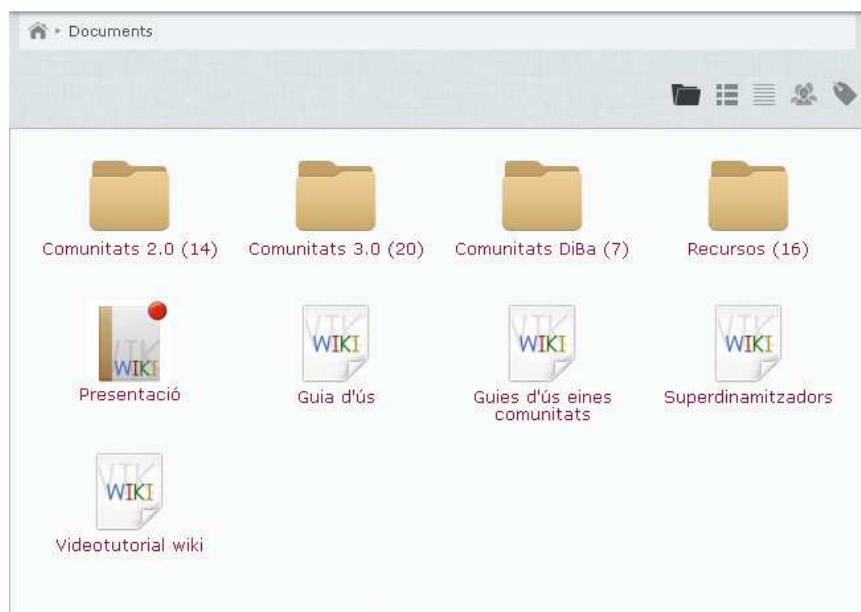 Documents
Comunitats 2.0 (14)
Comunitats 3.0 (20)
Comunitats DiBa (7)
Recursos (16)
WIKI
WIKI
WIKI
WIKI
Presentació
Guia d'ús
Guies d'ús eines
comunitats
Superdinamitzadors
WIKI
Videotutorial wiki